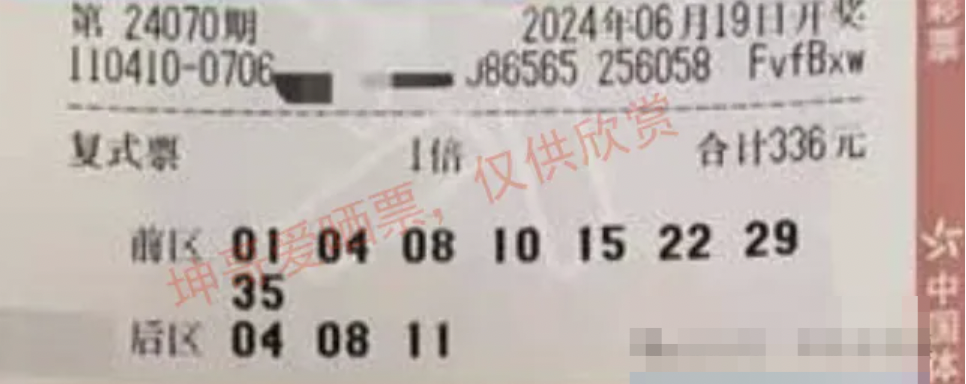 第 24070期 2024年06月19日开奖
110410-0706 J86565 256058 FvfBxw
复式票 1倍 合计336元
坤哥爱晒票，仅供欣赏
前区 01 04 08 10 15 22 29
35
后区 04 08 11
彩票
中国体